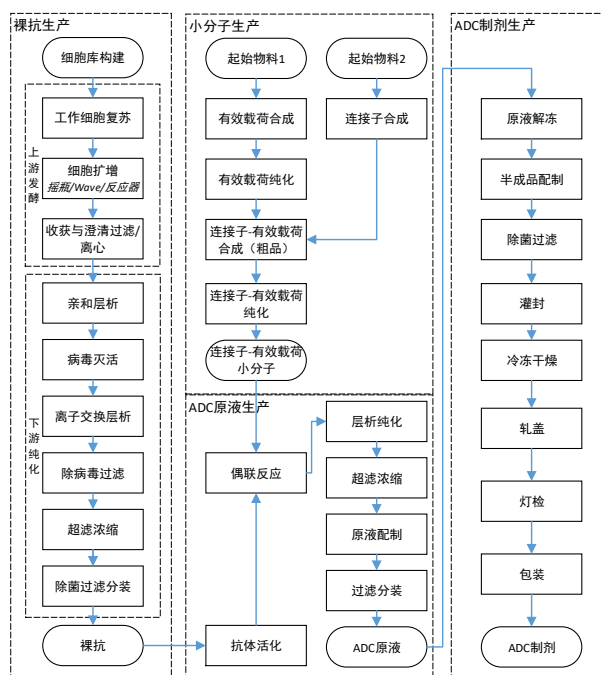 裸抗生产
细胞库构建
上游发酵
工作细胞复苏
细胞扩增
摇瓶/Wave/反应器
收获与澄清过滤/
离心
下游纯化
亲和层析
病毒灭活
离子交换层析
除病毒过滤
超滤浓缩
除菌过滤分装
裸抗
小分子生产
起始物料1
起始物料2
有效载荷合成
连接子合成
有效载荷纯化
连接子-有效载荷
合成（粗品）
连接子-有效载荷
纯化
连接子-有效载荷
小分子
ADC原液生产
偶联反应
抗体活化
层析纯化
超滤浓缩
原液配制
过滤分装
ADC原液
ADC制剂生产
原液解冻
半成品配制
除菌过滤
灌封
冷冻干燥
轧盖
灯检
包装
ADC制剂